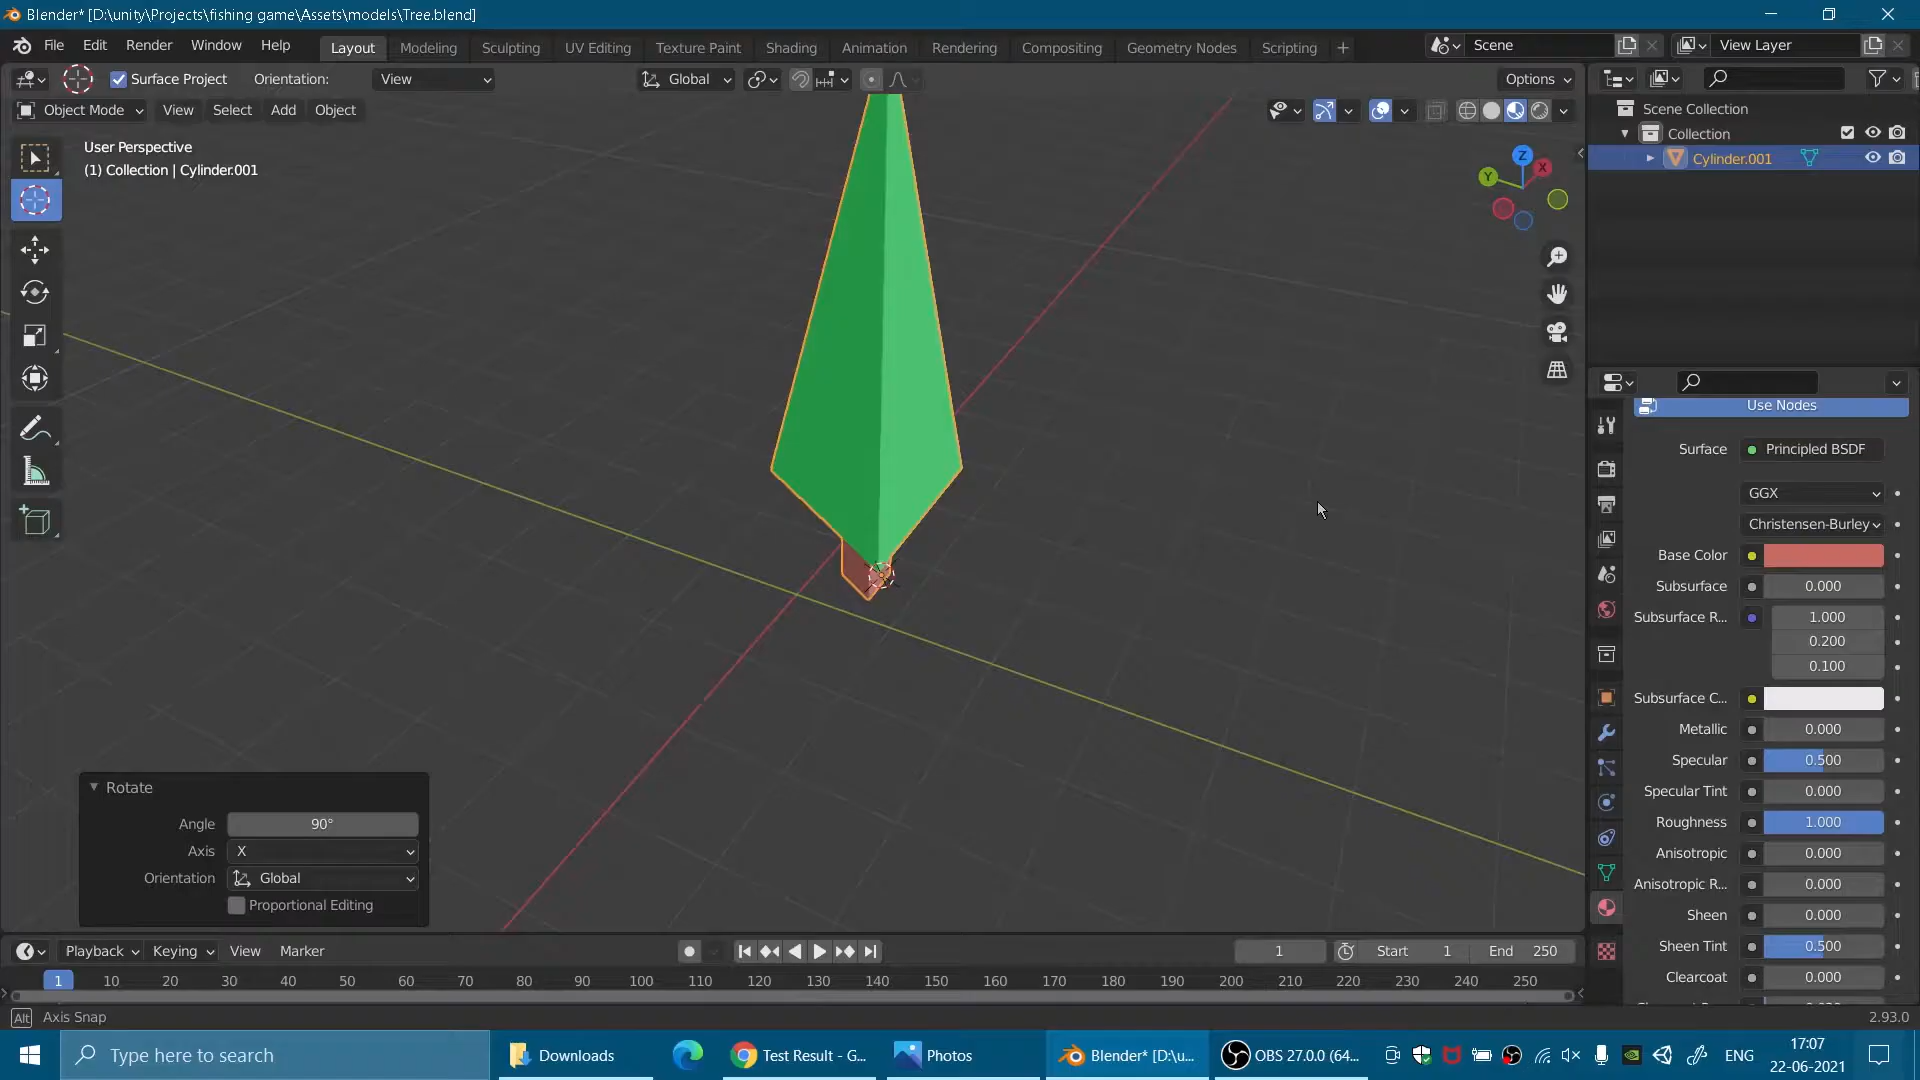 Blender* [D:\unity\Projects\fishing game\Assets\models\Tree.blend]
File Edit Render Window Help
Layout Modeling Sculpting UV Editing Texture Paint Shading Animation Rendering Compositing Geometry Nodes Scripting +
Scene
View Layer
Surface Project Orientation: View
Global
Options
Object Mode View Select Add Object
User Perspective
(1) Collection | Cylinder.001
Z
X
Y
Scene Collection
Collection
Cylinder.001
Use Nodes
Surface Principled BSDF
GGX
Christensen-Burley
Base Color
Subsurface 0.000
Subsurface R... 1.000
0.200
0.100
Subsurface C...
Metallic 0.000
Specular 0.500
Specular Tint 0.000
Roughness 1.000
Anisotropic 0.000
Anisotropic R... 0.000
Sheen 0.000
Sheen Tint 0.500
Clearcoat 0.000
Rotate
Angle 90°
Axis X
Orientation Global
Proportional Editing
Playback Keying View Marker
1 Start 1 End 250
1 10 20 30 40 50 60 70 80 90 100 110 120 130 140 150 160 170 180 190 200 210 220 230 240 250
Alt Axis Snap
2.93.0
Type here to search
Downloads
Test Result - G...
Photos
Blender* [D:\u...
OBS 27.0.0 (64...
ENG
17:07
22-06-2021